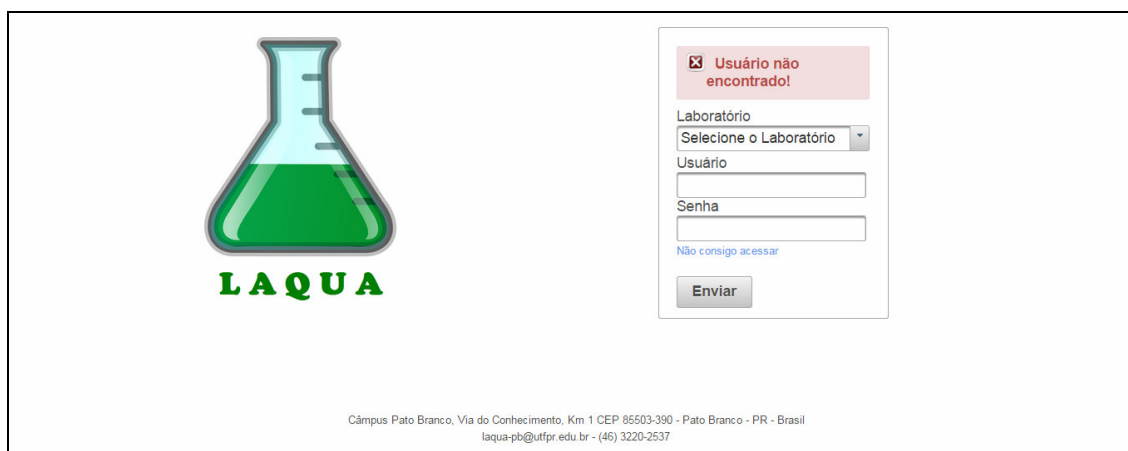 LAQUA
Usuário não
encontrado!
Laboratório
Selecione o Laboratório
Usuário
Senha
Não consigo acessar
Enviar
Câmpus Pato Branco, Via do Conhecimento, Km 1 CEP 85503-390 - Pato Branco - PR - Brasil
laqua-pb@utfpr.edu.br - (46) 3220-2537